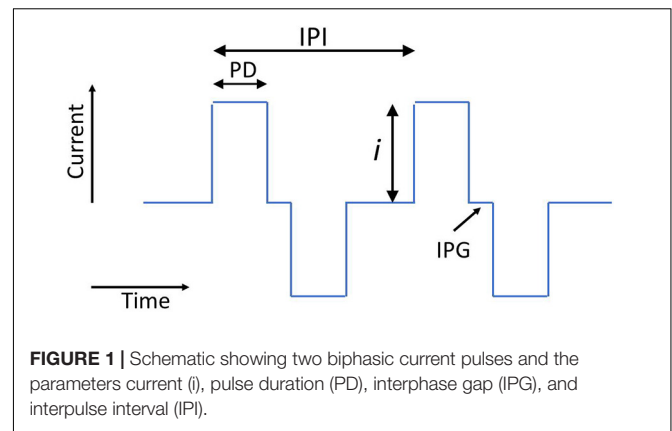 IPI
PD
Current
i
IPG
Time
FIGURE 1 | Schematic showing two biphasic current pulses and the
parameters current (i), pulse duration (PD), interphase gap (IPG), and
interpulse interval (IPI).